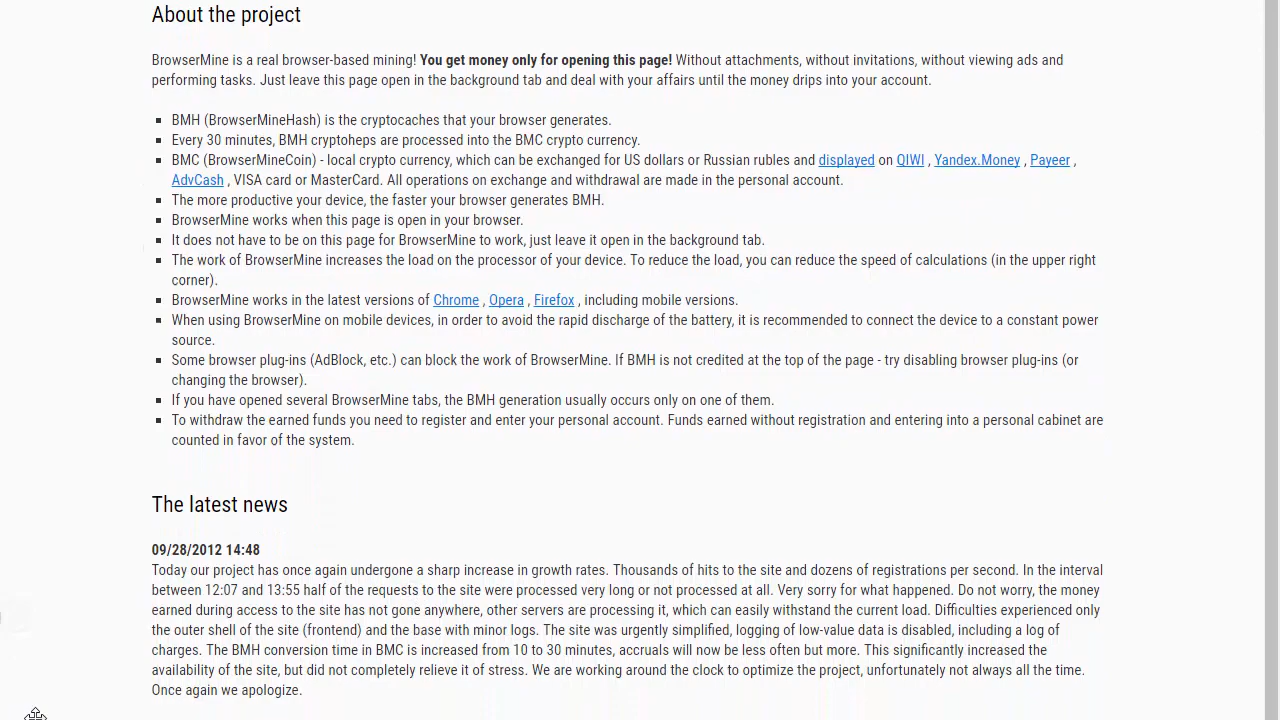 About the project
BrowserMine is a real browser-based mining! You get money only for opening this page! Without attachments, without invitations, without viewing ads and
performing tasks. Just leave this page open in the background tab and deal with your affairs until the money drips into your account.
BMH (BrowserMineHash) is the cryptocaches that your browser generates.
Every 30 minutes, BMH cryptoheps are processed into the BMC crypto currency.
BMC (BrowserMineCoin) - local crypto currency, which can be exchanged for US dollars or Russian rubles and displayed on QIWI , Yandex.Money , Payeer ,
AdvCash , VISA card or MasterCard. All operations on exchange and withdrawal are made in the personal account.
The more productive your device, the faster your browser generates BMH.
BrowserMine works when this page is open in your browser.
It does not have to be on this page for BrowserMine to work, just leave it open in the background tab.
The work of BrowserMine increases the load on the processor of your device. To reduce the load, you can reduce the speed of calculations (in the upper right
corner).
BrowserMine works in the latest versions of Chrome , Opera , Firefox , including mobile versions.
When using BrowserMine on mobile devices, in order to avoid the rapid discharge of the battery, it is recommended to connect the device to a constant power
source.
Some browser plug-ins (AdBlock, etc.) can block the work of BrowserMine. If BMH is not credited at the top of the page - try disabling browser plug-ins (or
changing the browser).
If you have opened several BrowserMine tabs, the BMH generation usually occurs only on one of them.
To withdraw the earned funds you need to register and enter your personal account. Funds earned without registration and entering into a personal cabinet are
counted in favor of the system.
The latest news
09/28/2012 14:48
Today our project has once again undergone a sharp increase in growth rates. Thousands of hits to the site and dozens of registrations per second. In the interval
between 12:07 and 13:55 half of the requests to the site were processed very long or not processed at all. Very sorry for what happened. Do not worry, the money
earned during access to the site has not gone anywhere, other servers are processing it, which can easily withstand the current load. Difficulties experienced only
the outer shell of the site (frontend) and the base with minor logs. The site was urgently simplified, logging of low-value data is disabled, including a log of
charges. The BMH conversion time in BMC is increased from 10 to 30 minutes, accruals will now be less often but more. This significantly increased the
availability of the site, but did not completely relieve it of stress. We are working around the clock to optimize the project, unfortunately not always all the time.
Once again we apologize.